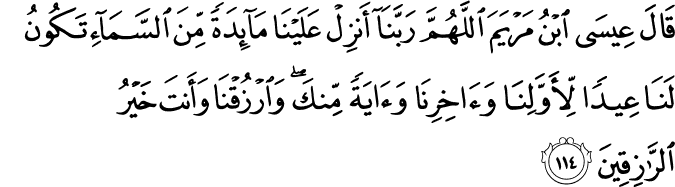 قَالَ عِيسَى ٱبۡنُ مَرۡيَمَ ٱللَّهُمَّ رَبَّنَآ أَنزِلۡ عَلَيۡنَا مَآئِدَةٗ مِّنَ ٱلسَّمَآءِ تَكُونُ
لَنَا عِيدٗا لِّأَوَّلِنَا وَءَاخِرِنَا وَءَايَةٗ مِّنكَۖ وَٱرۡزُقۡنَا وَأَنتَ خَيۡرُ
ٱلرَّٰزِقِينَ ١١٤